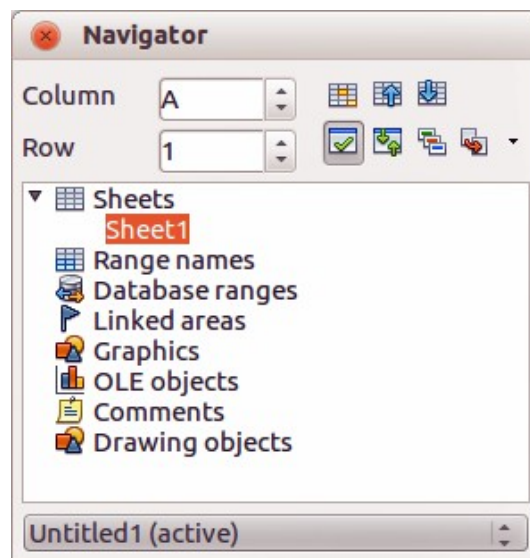 Navigator
Column A
Row 1
Sheets
Sheet1
Range names
Database ranges
Linked areas
Graphics
OLE objects
Comments
Drawing objects
Untitled1 (active)